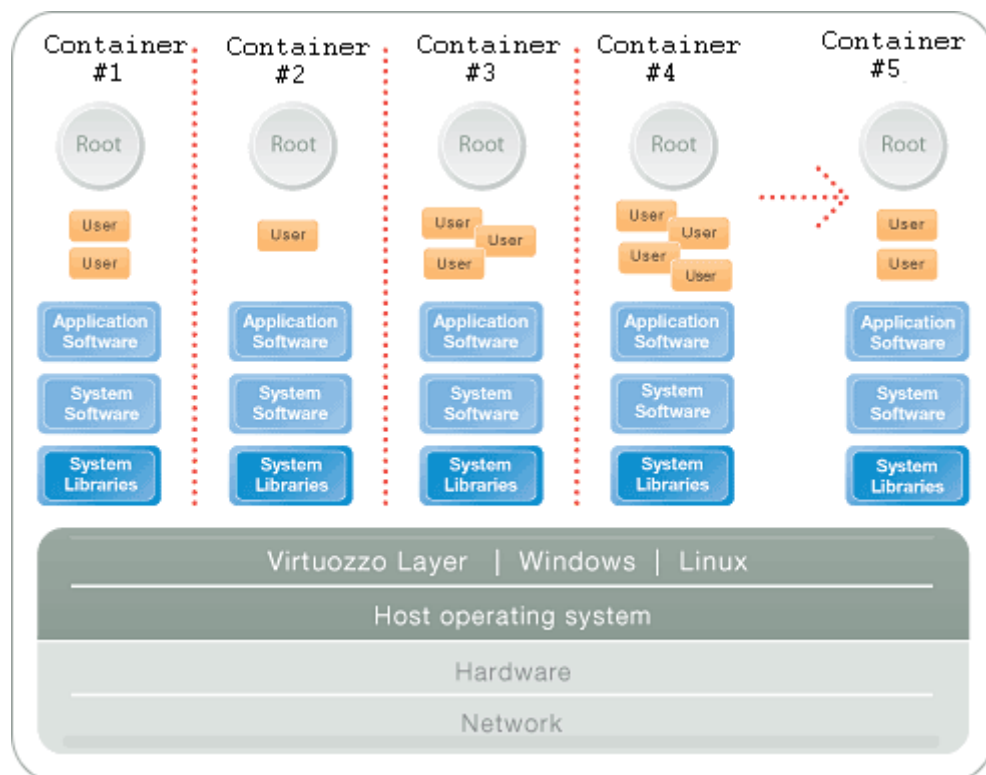 Container #1
Container #2
Container #3
Container #4
Container #5
Root
Root
Root
Root
Root
User
User
User
User
User
User
User
User
User
User
User
User
Application Software
Application Software
Application Software
Application Software
Application Software
System Software
System Software
System Software
System Software
System Software
System Libraries
System Libraries
System Libraries
System Libraries
System Libraries
Virtuozzo Layer | Windows | Linux
Host operating system
Hardware
Network